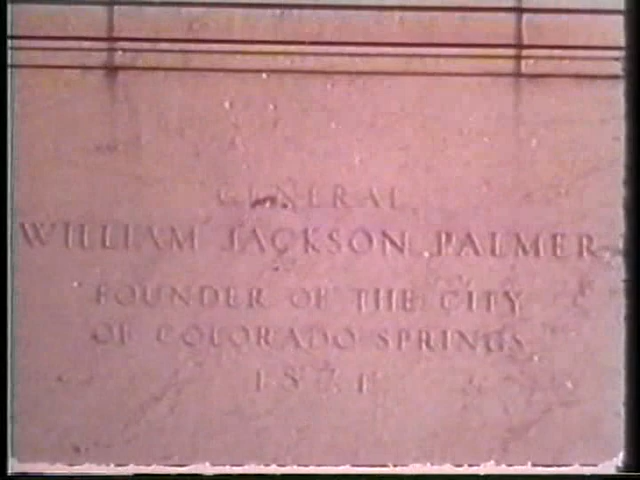 GENERAL
WILLIAM JACKSON PALMER
FOUNDER OF THE CITY
OF COLORADO SPRINGS
1871